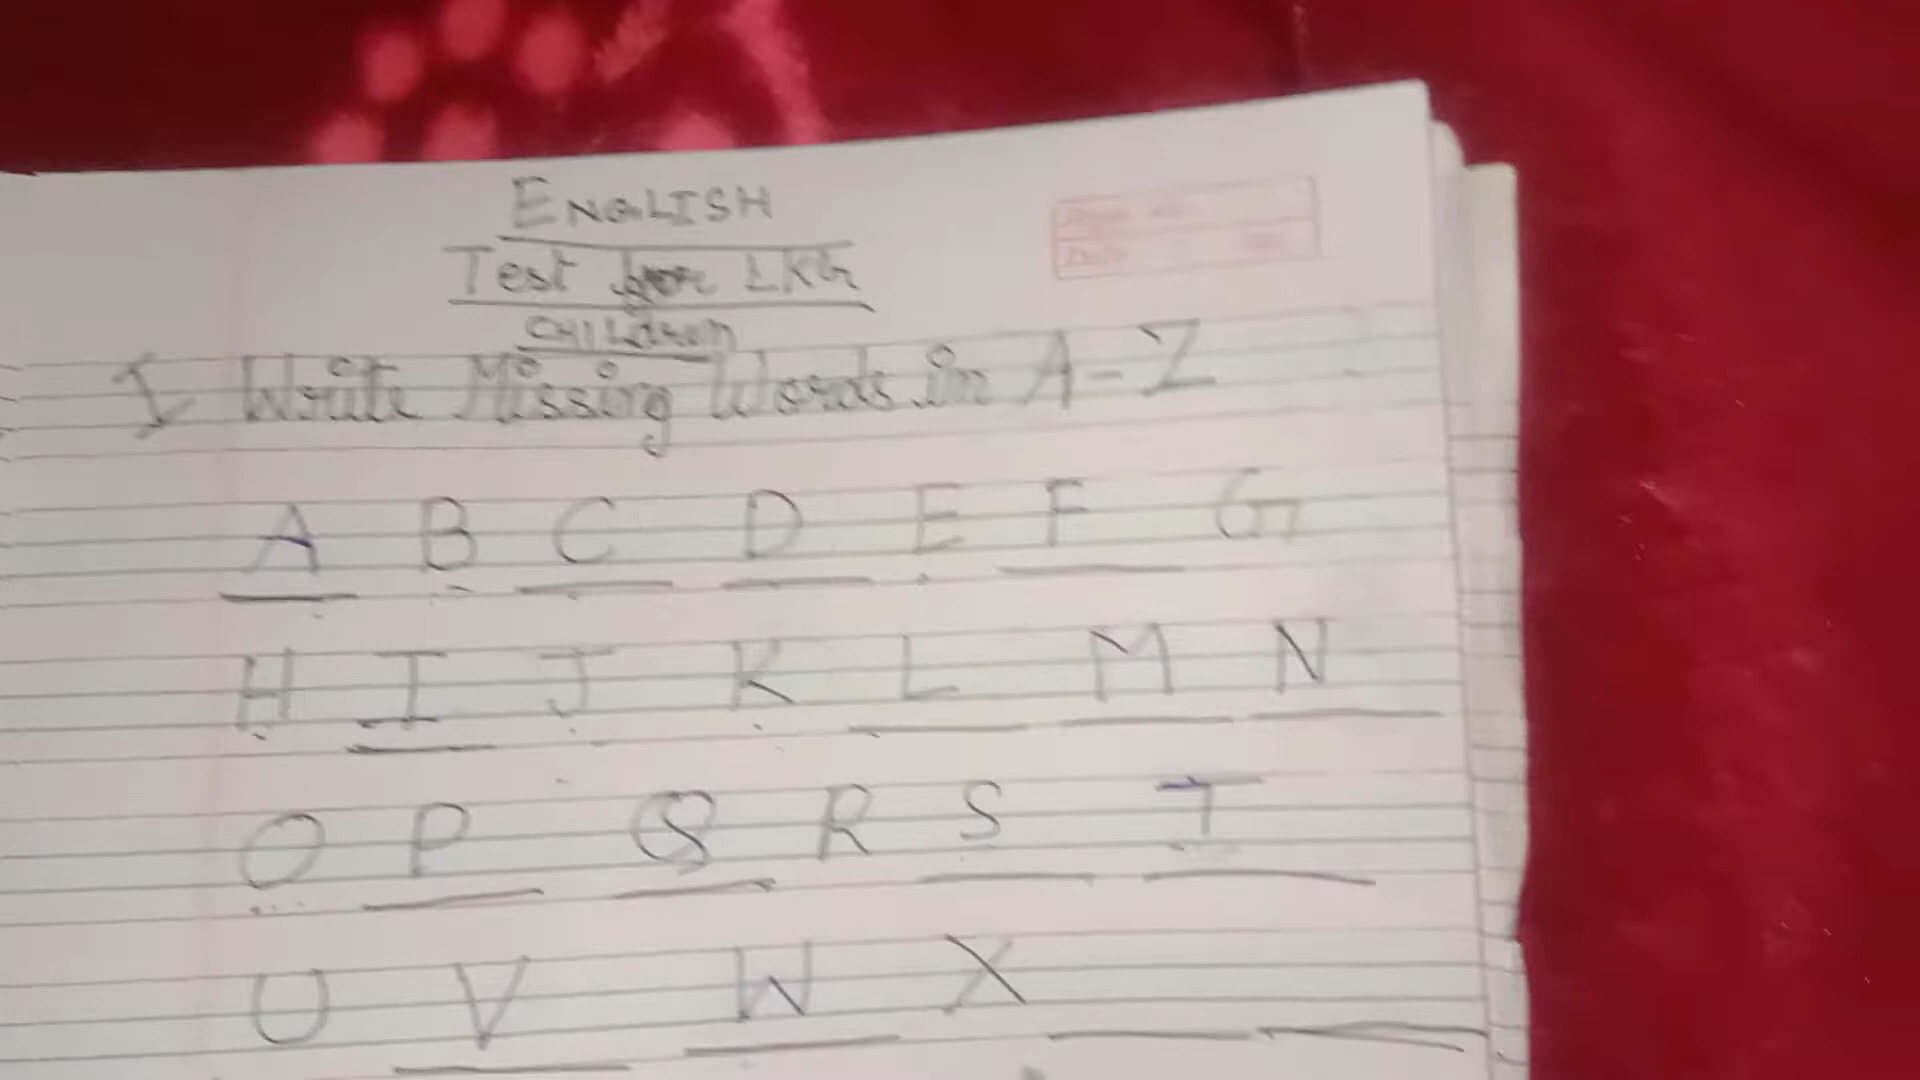 ENGLISH
Test for LKG
CHILdren
I Write Missing Words in A-Z
A B C D E F G
H I J K L M N
O P Q R S T
U V W X